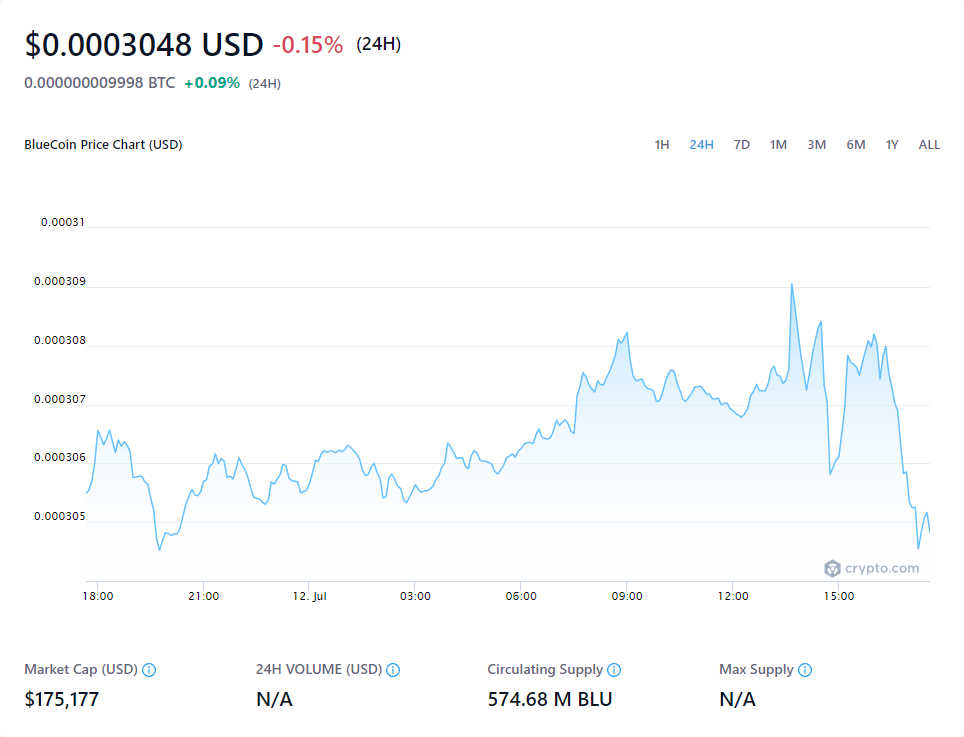 $0.0003048 USD -0.15% (24H)
0.000000009998 BTC +0.09% (24H)
BlueCoin Price Chart (USD) 1H 24H 7D 1M 3M 6M 1Y ALL
0.00031
0.000309
0.000308
0.000307
0.000306
0.000305
crypto.com
18:00 21:00 12. Jul 03:00 06:00 09:00 12:00 15:00
Market Cap (USD) 24H VOLUME (USD) Circulating Supply Max Supply
$175,177 N/A 574.68 M BLU N/A